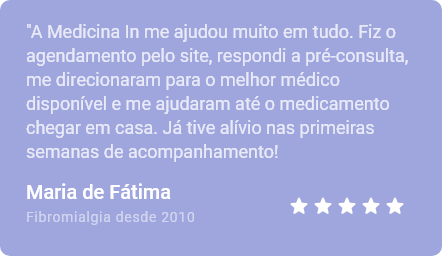 "A Medicina In me ajudou muito em tudo. Fiz o
agendamento pelo site, respondi a pré-consulta,
me direcionaram para o melhor médico
disponível e me ajudaram até o medicamento
chegar em casa. Já tive alívio nas primeiras
semanas de acompanhamento!
Maria de Fátima
Fibromialgia desde 2010